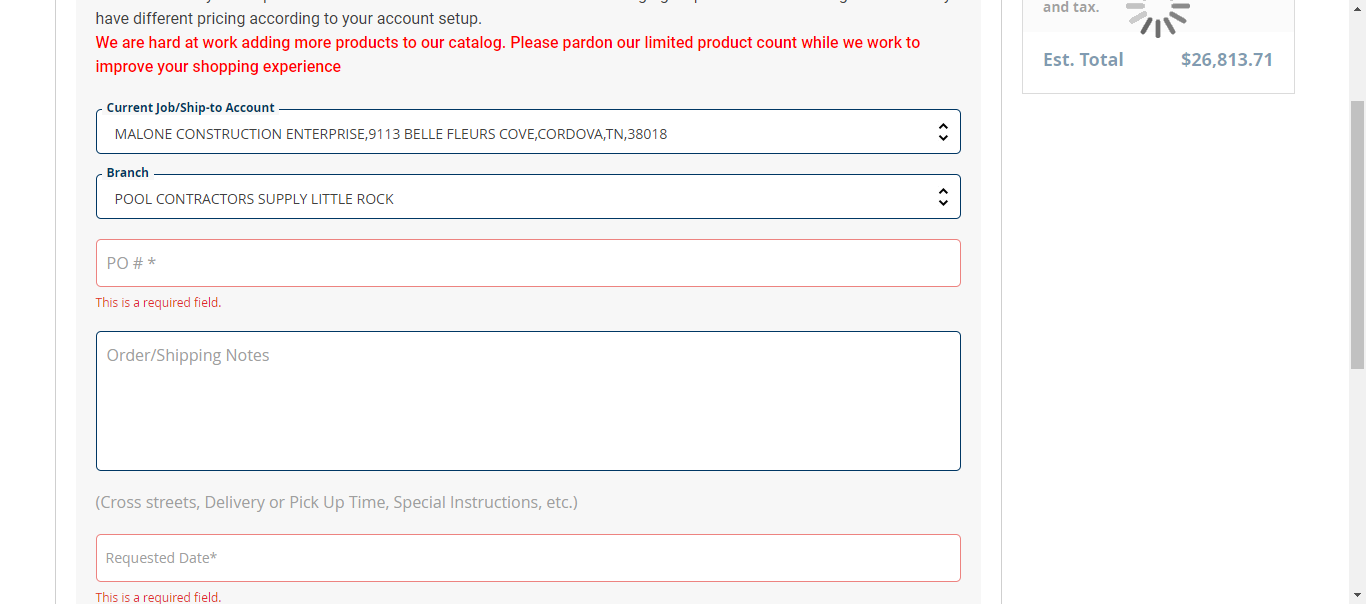 have different pricing according to your account setup.
We are hard at work adding more products to our catalog. Please pardon our limited product count while we work to
improve your shopping experience
Current Job/Ship-to Account
MALONE CONSTRUCTION ENTERPRISE,9113 BELLE FLEURS COVE,CORDOVA,TN,38018
Branch
POOL CONTRACTORS SUPPLY LITTLE ROCK
PO # *
This is a required field.
Order/Shipping Notes
(Cross streets, Delivery or Pick Up Time, Special Instructions, etc.)
Requested Date*
This is a required field.
and tax.
Est. Total $26,813.71